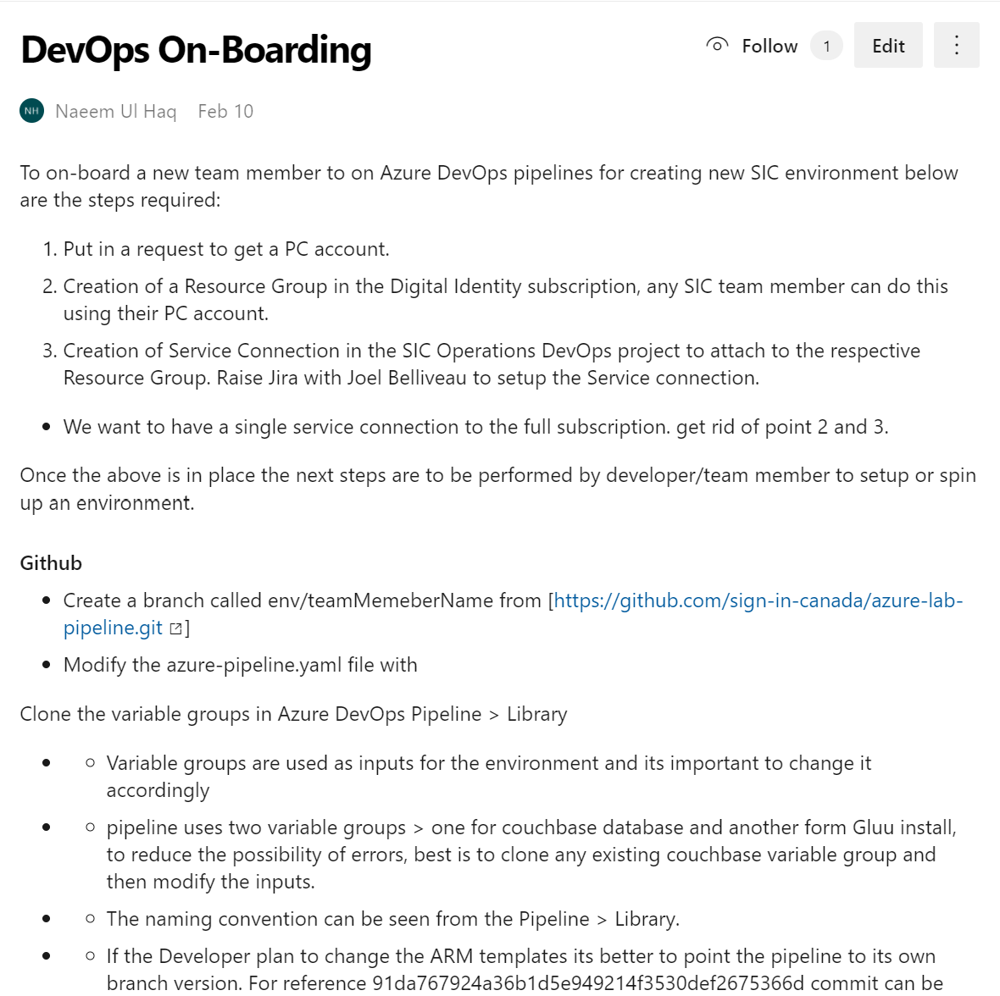 DevOps On-Boarding
Follow 1 Edit
NH Naeem Ul Haq Feb 10
To on-board a new team member to on Azure DevOps pipelines for creating new SIC environment below
are the steps required:
1. Put in a request to get a PC account.
2. Creation of a Resource Group in the Digital Identity subscription, any SIC team member can do this
using their PC account.
3. Creation of Service Connection in the SIC Operations DevOps project to attach to the respective
Resource Group. Raise Jira with Joel Belliveau to setup the Service connection.
• We want to have a single service connection to the full subscription. get rid of point 2 and 3.
Once the above is in place the next steps are to be performed by developer/team member to setup or spin
up an environment.
Github
• Create a branch called env/teamMemeberName from [https://github.com/sign-in-canada/azure-lab-
pipeline.git]
• Modify the azure-pipeline.yaml file with
Clone the variable groups in Azure DevOps Pipeline > Library
• ○ Variable groups are used as inputs for the environment and its important to change it
accordingly
• ○ pipeline uses two variable groups > one for couchbase database and another form Gluu install,
to reduce the possibility of errors, best is to clone any existing couchbase variable group and
then modify the inputs.
• ○ The naming convention can be seen from the Pipeline > Library.
• ○ If the Developer plan to change the ARM templates its better to point the pipeline to its own
branch version. For reference 91da767924a36b1d5e949214f3530def2675366d commit can be